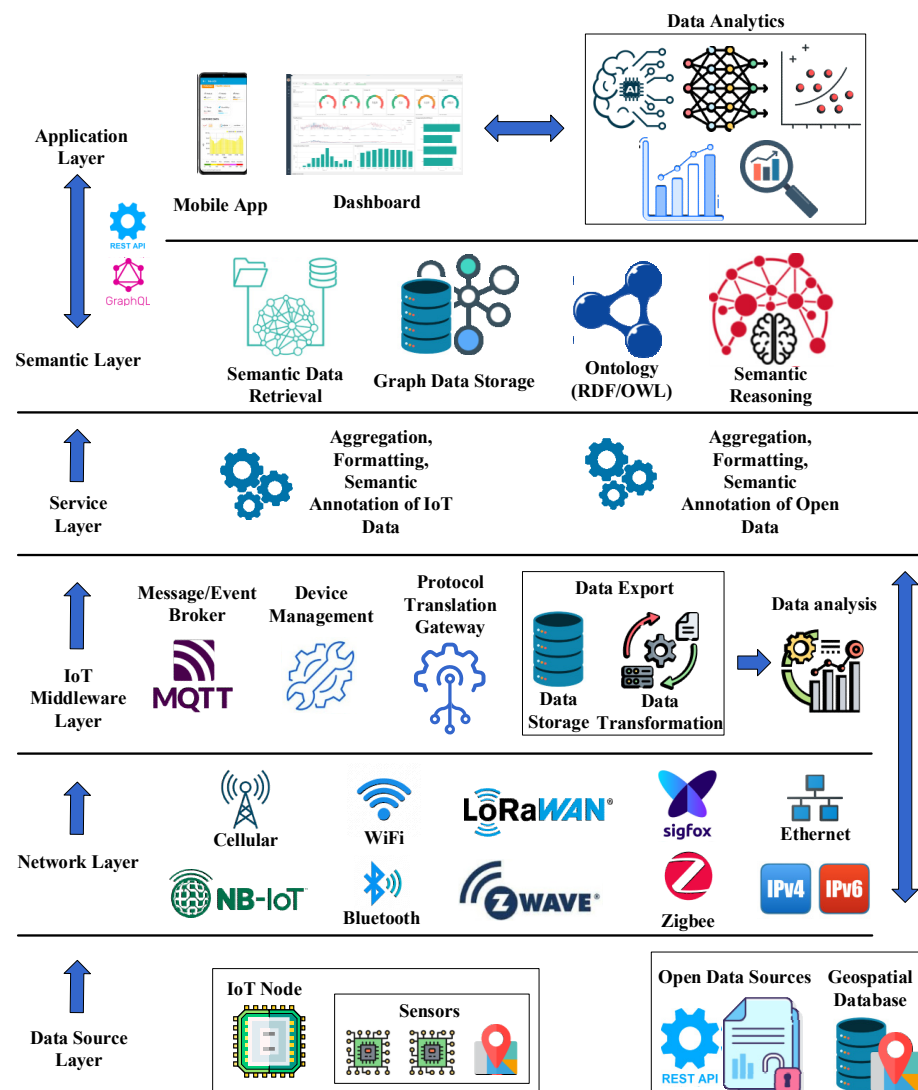 Data Analytics
AI
Application
Layer
Mobile App
Dashboard
REST API
GraphQL
Semantic Layer
Semantic Data
Retrieval
Graph Data Storage
Ontology
(RDF/OWL)
Semantic
Reasoning
Service
Layer
Aggregation,
Formatting,
Semantic
Annotation of IoT
Data
Aggregation,
Formatting,
Semantic
Annotation of Open
Data
IoT
Middleware
Layer
Message/Event
Broker
MQTT
Device
Management
Protocol
Translation
Gateway
Data Export
Data
Storage
Data
Transformation
Data analysis
Network Layer
Cellular
WiFi
LoRaWAN®
sigfox
Ethernet
NB-IoT™
Bluetooth
Z WAVE®
Zigbee
IPv4
IPv6
Data Source
Layer
IoT Node
Sensors
Open Data Sources
REST API
Geospatial
Database